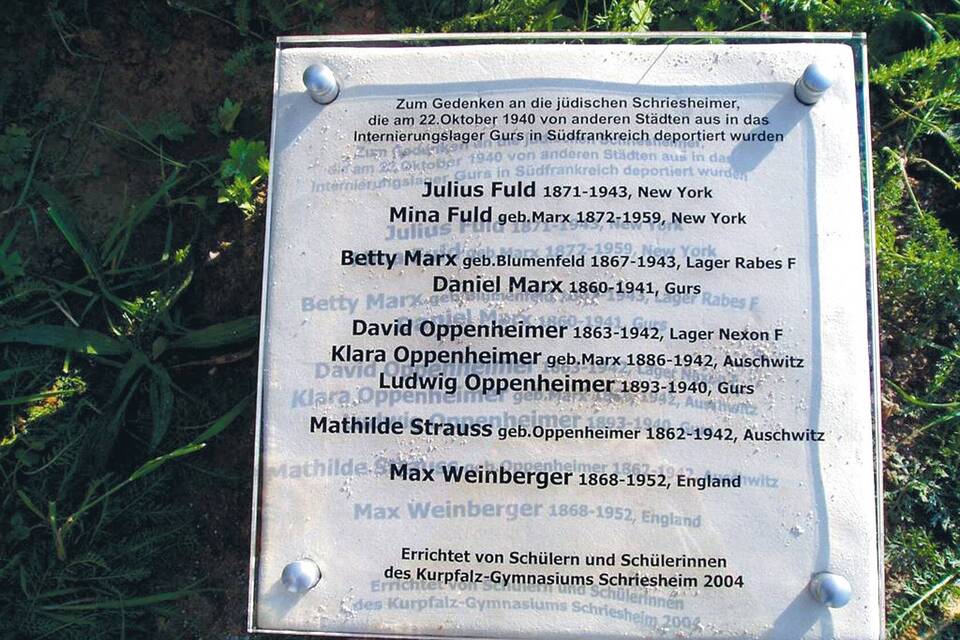 Zum Gedenken an die jüdischen Schriesheimer,
die am 22.Oktober 1940 von anderen Städten aus in das
Internierungslager Gurs in Südfrankreich deportiert wurden
Julius Fuld 1871-1943, New York
Mina Fuld geb.Marx 1872-1959, New York
Betty Marx geb.Blumenfeld 1867-1943, Lager Rabes F
Daniel Marx 1860-1941, Gurs
David Oppenheimer 1863-1942, Lager Nexon F
Klara Oppenheimer geb.Marx 1886-1942, Auschwitz
Ludwig Oppenheimer 1893-1940, Gurs
Mathilde Strauss geb.Oppenheimer 1862-1942, Auschwitz
Max Weinberger 1868-1952, England
Errichtet von Schülern und Schülerinnen
des Kurpfalz-Gymnasiums Schriesheim 2004